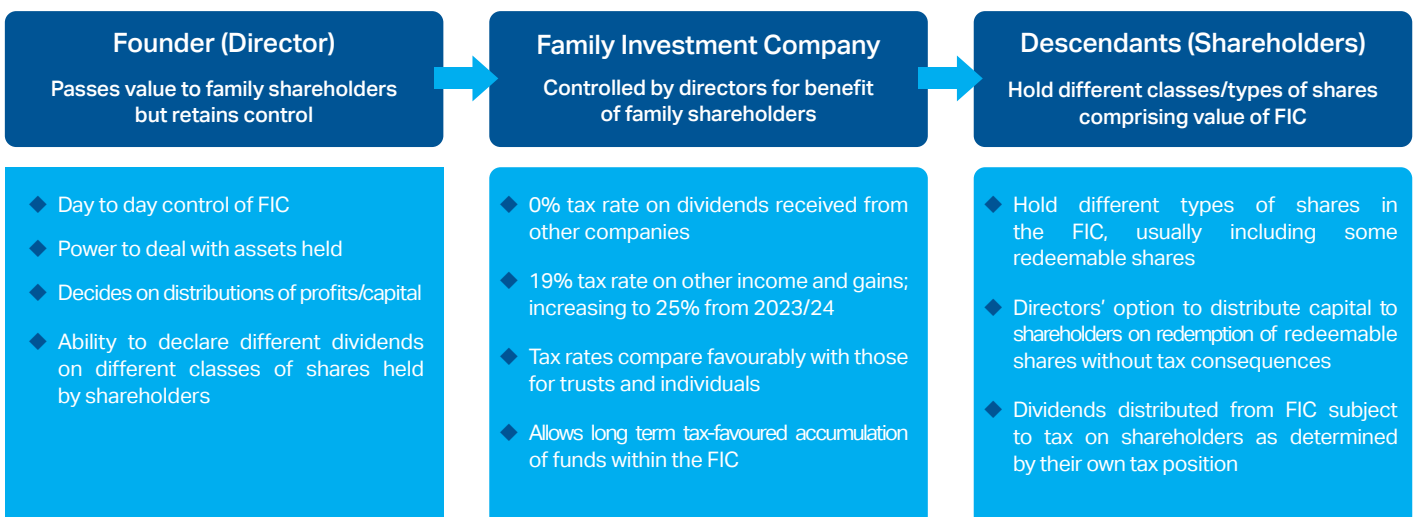 Founder (Director)
Passes value to family shareholders
but retains control
Family Investment Company
Controlled by directors for benefit
of family shareholders
Descendants (Shareholders)
Hold different classes/types of shares
comprising value of FIC
Day to day control of FIC
Power to deal with assets held
Decides on distributions of profits/capital
Ability to declare different dividends
on different classes of shares held
by shareholders
0% tax rate on dividends received from
other companies
19% tax rate on other income and gains;
increasing to 25% from 2023/24
Tax rates compare favourably with those
for trusts and individuals
Allows long term tax-favoured accumulation
of funds within the FIC
Hold different types of shares in
the FIC, usually including some
redeemable shares
Directors’ option to distribute capital to
shareholders on redemption of redeemable
shares without tax consequences
Dividends distributed from FIC subject
to tax on shareholders as determined
by their own tax position